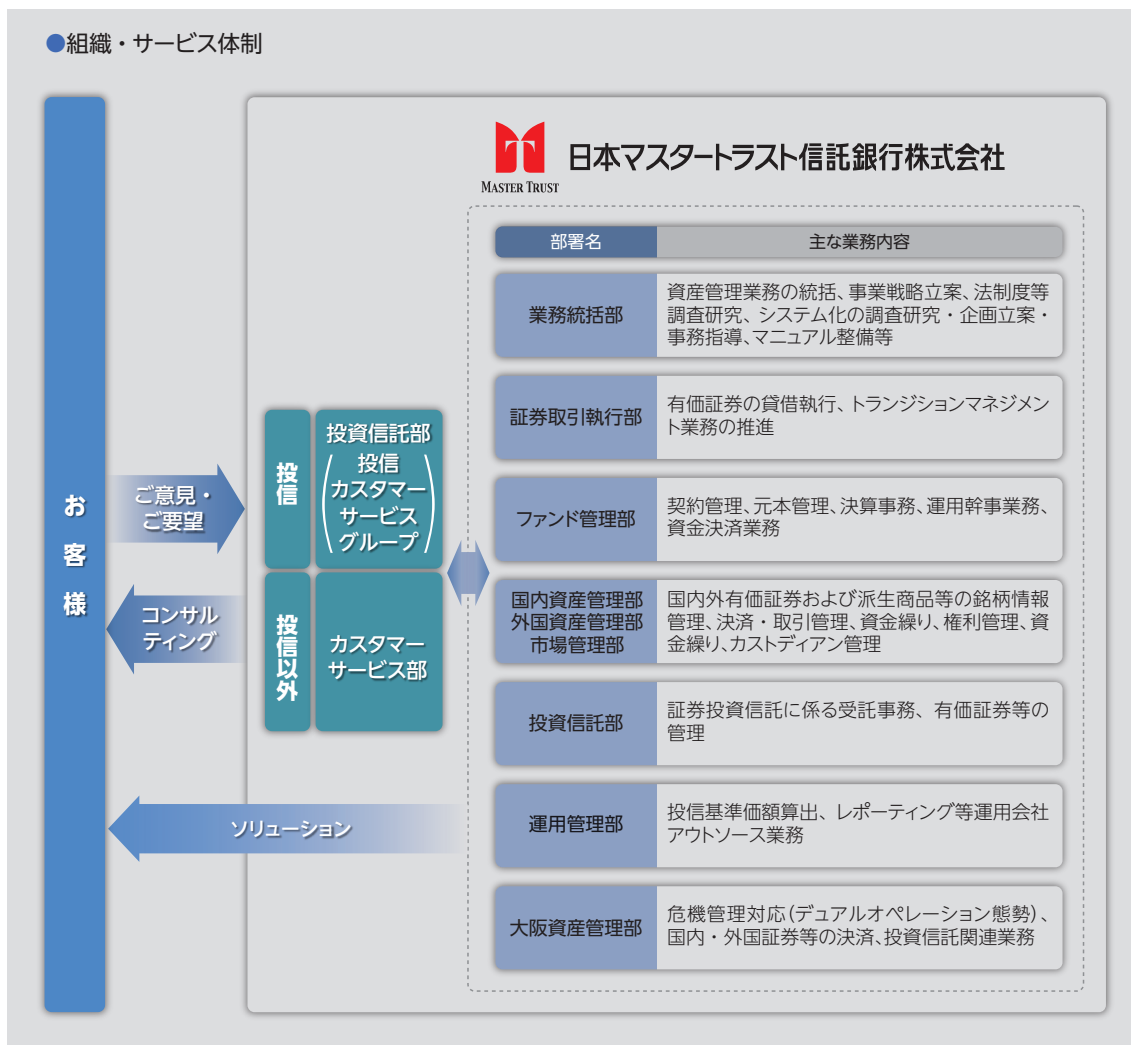 ●組織・サービス体制
MASTER TRUST
日本マスタートラスト信託銀行株式会社
お客様
ご意見・
ご要望
コンサル
ティング
ソリューション
投信
投資信託部
(投信
カスタマー
サービス
グループ)
投信以外
カスタマー
サービス部
部署名
主な業務内容
業務統括部
資産管理業務の統括、事業戦略立案、法制度等
調査研究、システム化の調査研究・企画立案・
事務指導、マニュアル整備等
証券取引執行部
有価証券の貸借執行、トランジションマネジメン
ト業務の推進
ファンド管理部
契約管理、元本管理、決算事務、運用幹事業務、
資金決済業務
国内資産管理部
外国資産管理部
市場管理部
国内外有価証券および派生商品等の銘柄情報
管理、決済・取引管理、資金繰り、権利管理、資
金繰り、カストディアン管理
投資信託部
証券投資信託に係る受託事務、有価証券等の
管理
運用管理部
投信基準価額算出、レポーティング等運用会社
アウトソース業務
大阪資産管理部
危機管理対応(デュアルオペレーション態勢)、
国内・外国証券等の決済、投資信託関連業務